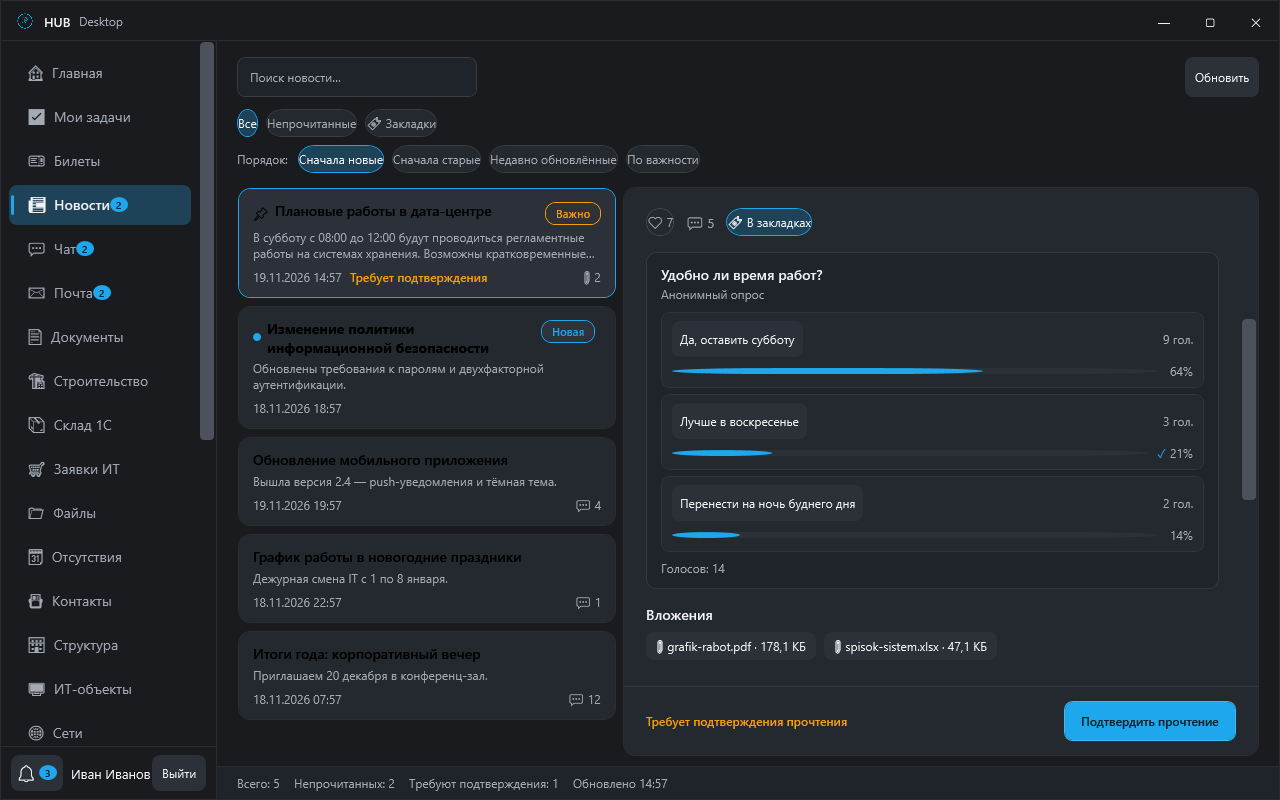 HUB Desktop
Главная
Мои задачи
Билеты
Новости 2
Чат 2
Почта 2
Документы
Строительство
Склад 1С
Заявки ИТ
Файлы
31 Отсутствия
Контакты
Структура
ИТ-объекты
Сети
3 Иван Иванов Выйти
Поиск новости...
Обновить
Все Непрочитанные Закладки
Порядок: Сначала новые Сначала старые Недавно обновлённые По важности
Плановые работы в дата-центре Важно
В субботу с 08:00 до 12:00 будут проводиться регламентные
работы на системах хранения. Возможны кратковременные...
19.11.2026 14:57 Требует подтверждения 2
Изменение политики
информационной безопасности Новая
Обновлены требования к паролям и двухфакторной
аутентификации.
18.11.2026 18:57
Обновление мобильного приложения
Вышла версия 2.4 — push-уведомления и тёмная тема.
19.11.2026 19:57 4
График работы в новогодние праздники
Дежурная смена IT с 1 по 8 января.
18.11.2026 22:57 1
Итоги года: корпоративный вечер
Приглашаем 20 декабря в конференц-зал.
18.11.2026 07:57 12
7 5 В закладках
Удобно ли время работ?
Анонимный опрос
Да, оставить субботу 9 гол.
64%
Лучше в воскресенье 3 гол.
✓ 21%
Перенести на ночь буднего дня 2 гол.
14%
Голосов: 14
Вложения
grafik-rabot.pdf · 178,1 КБ spisok-sistem.xlsx · 47,1 КБ
Требует подтверждения прочтения Подтвердить прочтение
Всего: 5 Непрочитанных: 2 Требуют подтверждения: 1 Обновлено 14:57